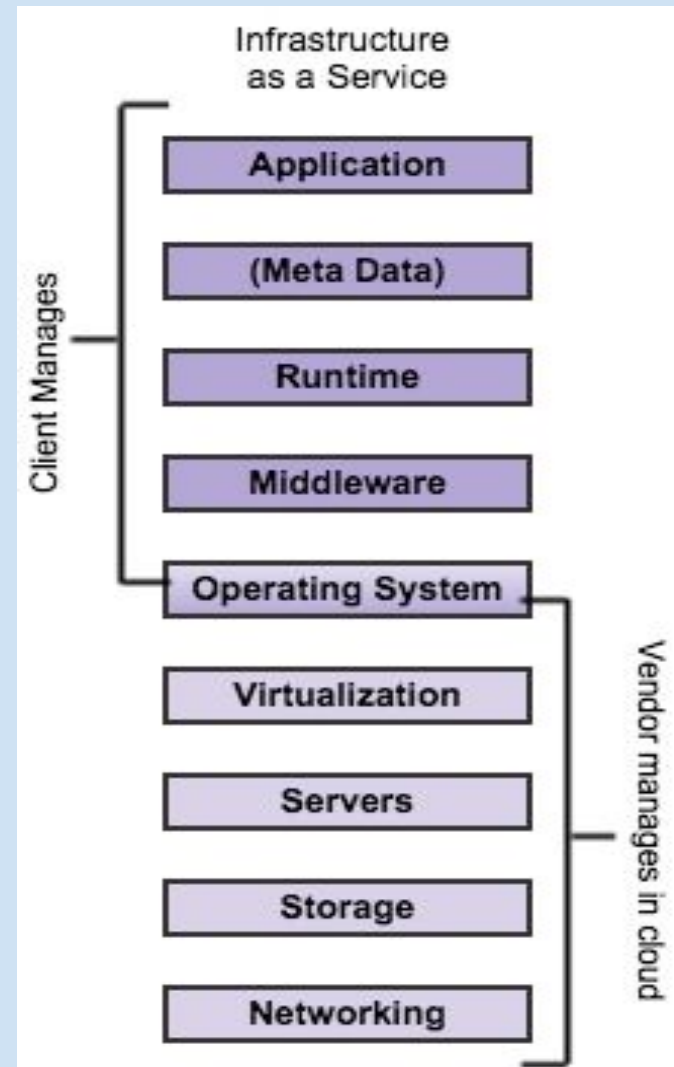 Infrastructure
as a Service
Client Manages
Application
(Meta Data)
Runtime
Middleware
Operating System
Virtualization
Servers
Storage
Networking
Vendor manages in cloud